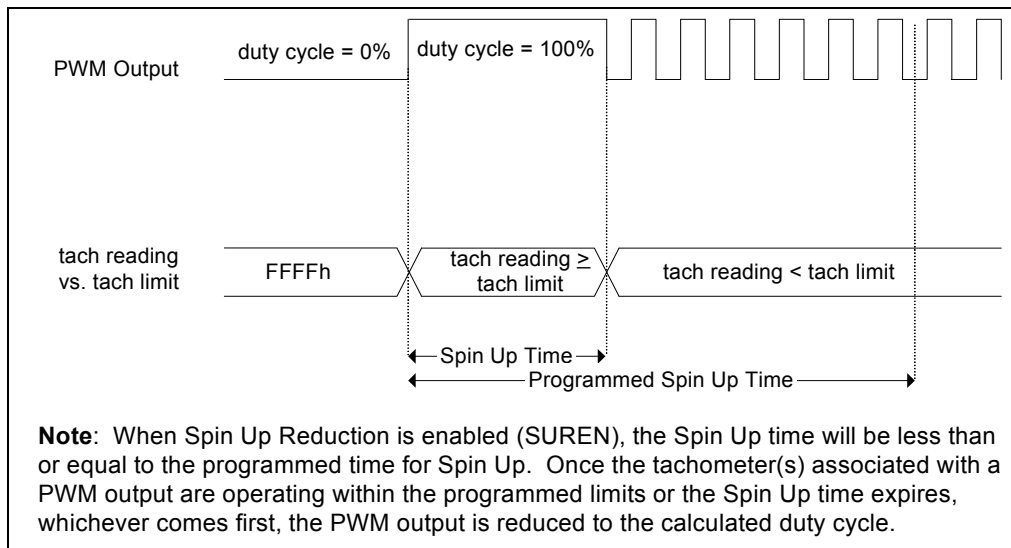 duty cycle = 0%
duty cycle = 100%
PWM Output
tach reading
vs. tach limit
FFFFh
tach reading ≥
tach limit
tach reading < tach limit
Spin Up Time
Programmed Spin Up Time
Note: When Spin Up Reduction is enabled (SUREN), the Spin Up time will be less than
or equal to the programmed time for Spin Up. Once the tachometer(s) associated with a
PWM output are operating within the programmed limits or the Spin Up time expires,
whichever comes first, the PWM output is reduced to the calculated duty cycle.